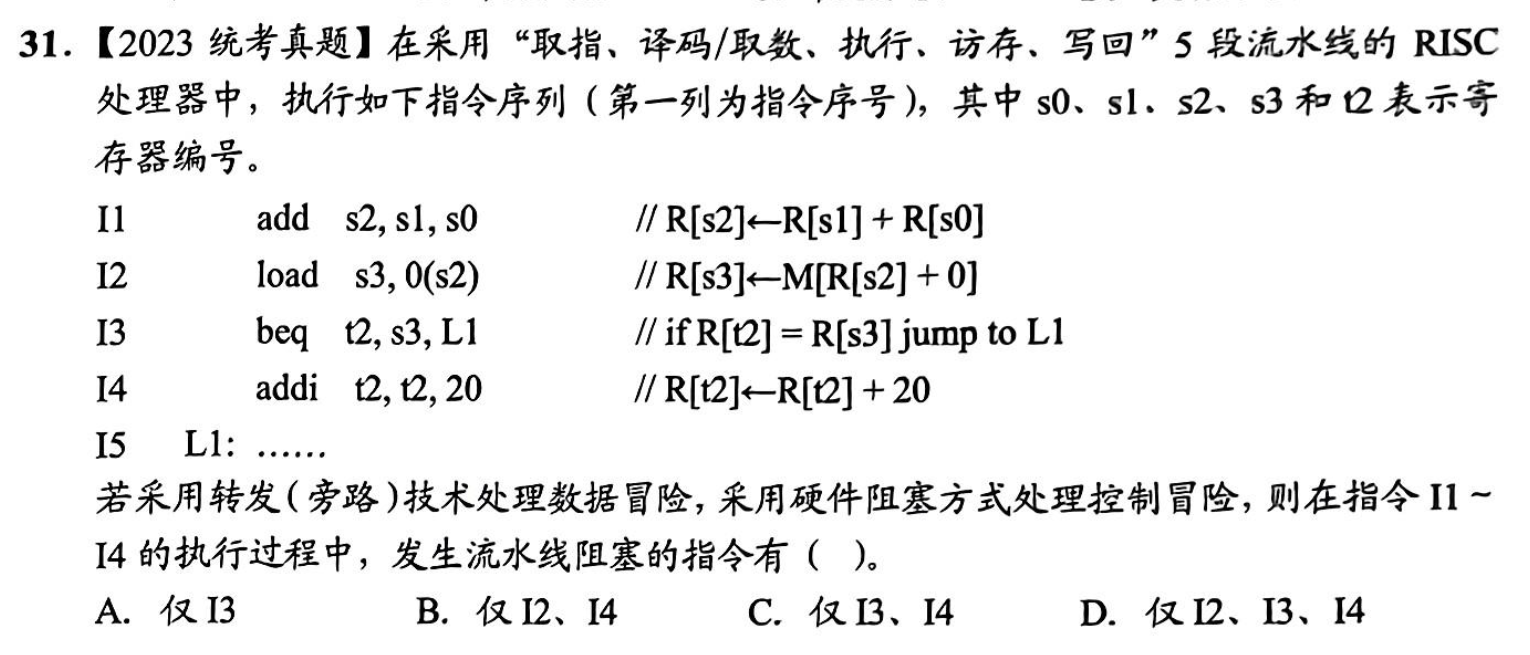 31.【2023 统考真题】在采用“取指、译码/取数、执行、访存、写回”5 段流水线的 RISC
处理器中，执行如下指令序列（第一列为指令序号），其中 s0、s1、s2、s3 和 t2 表示寄
存器编号。
I1 add s2, s1, s0 // R[s2]←R[s1] + R[s0]
I2 load s3, 0(s2) // R[s3]←M[R[s2] + 0]
I3 beq t2, s3, L1 // if R[t2] = R[s3] jump to L1
I4 addi t2, t2, 20 // R[t2]←R[t2] + 20
I5 L1: ……
若采用转发（旁路）技术处理数据冒险，采用硬件阻塞方式处理控制冒险，则在指令 I1～
I4 的执行过程中，发生流水线阻塞的指令有（ ）。
A. 仅 I3 B. 仅 I2、I4 C. 仅 I3、I4 D. 仅 I2、I3、I4